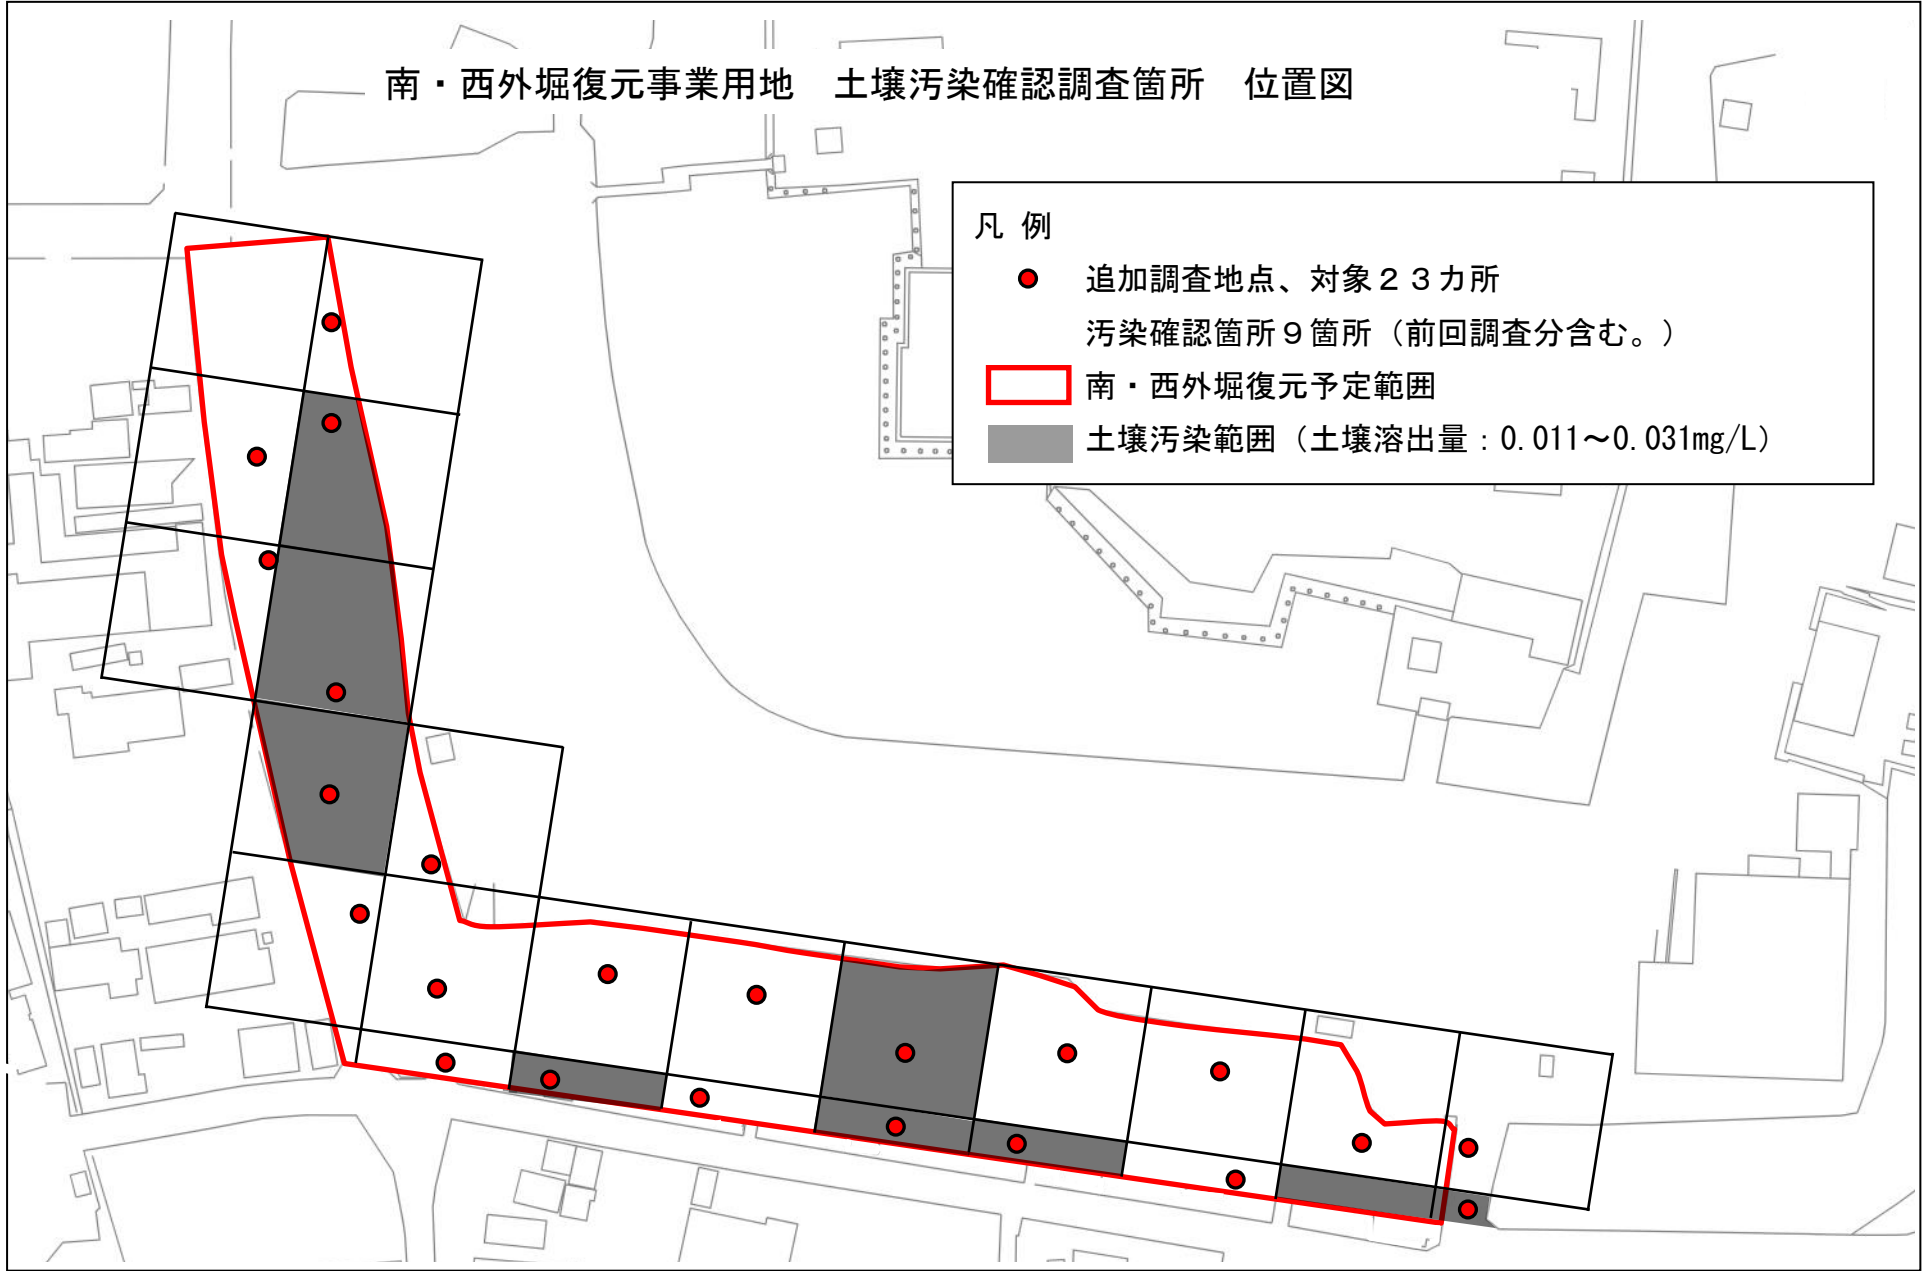 南・西外堀復元事業用地　土壌汚染確認調査箇所　位置図
凡 例
追加調査地点、対象２３カ所
汚染確認箇所９箇所（前回調査分含む。）
南・西外堀復元予定範囲
土壌汚染範囲（土壌溶出量：0.011～0.031mg/L）